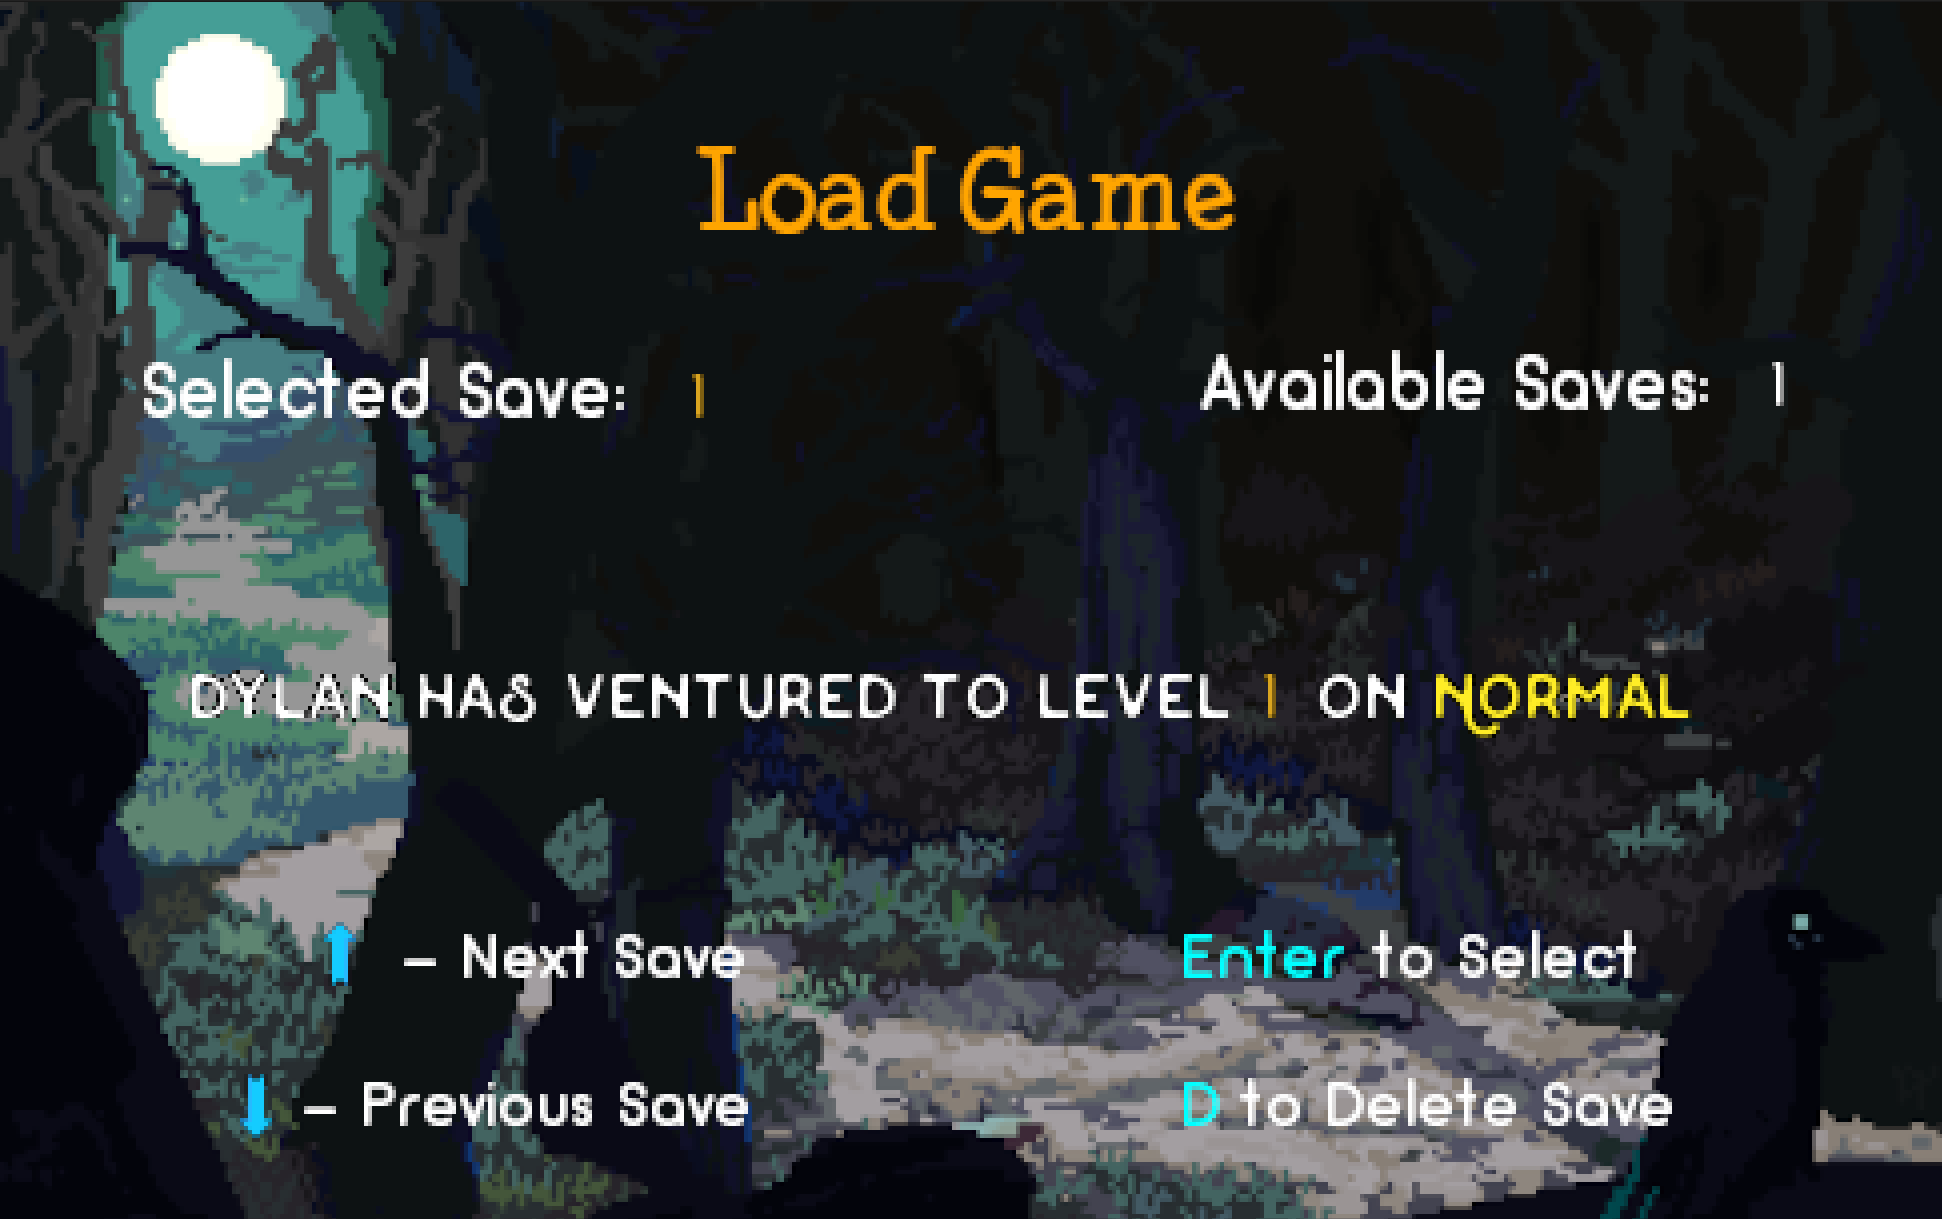 Load Game
Selected Save: 1
Available Saves: 1
DYLAN HAS VENTURED TO LEVEL 1 ON NORMAL
↑ – Next Save
Enter to Select
↓ – Previous Save
D to Delete Save